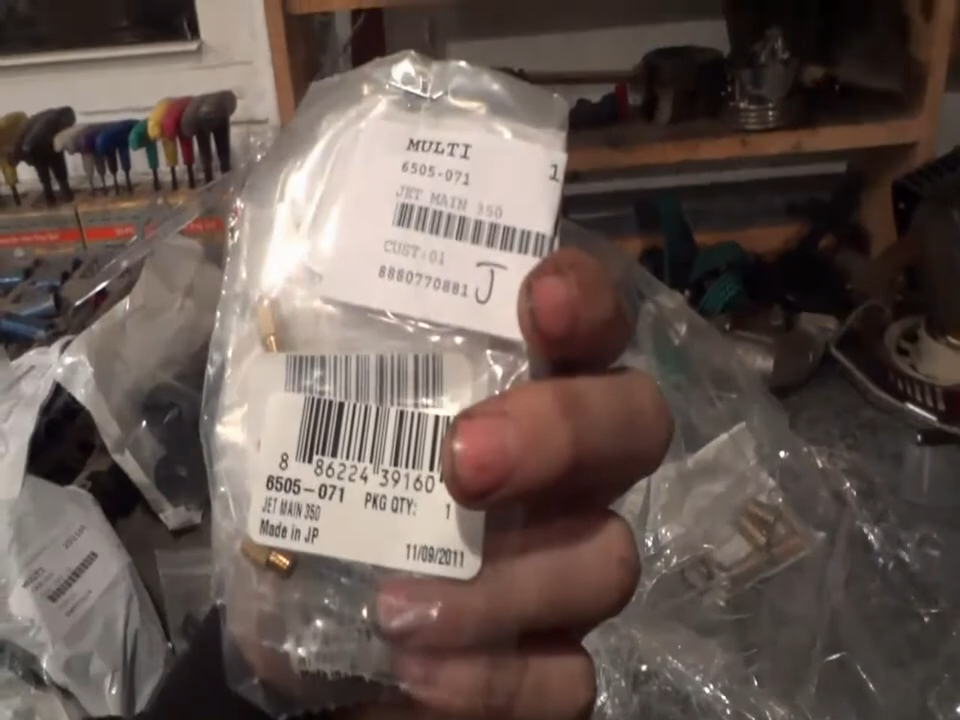 MULTI
1
6505-071
JET MAIN 350
CUST:01
8880770881 J
8 86224 39160
6505-071 PKG QTY: 1
JET MAIN 350
Made in JP
11/09/2011